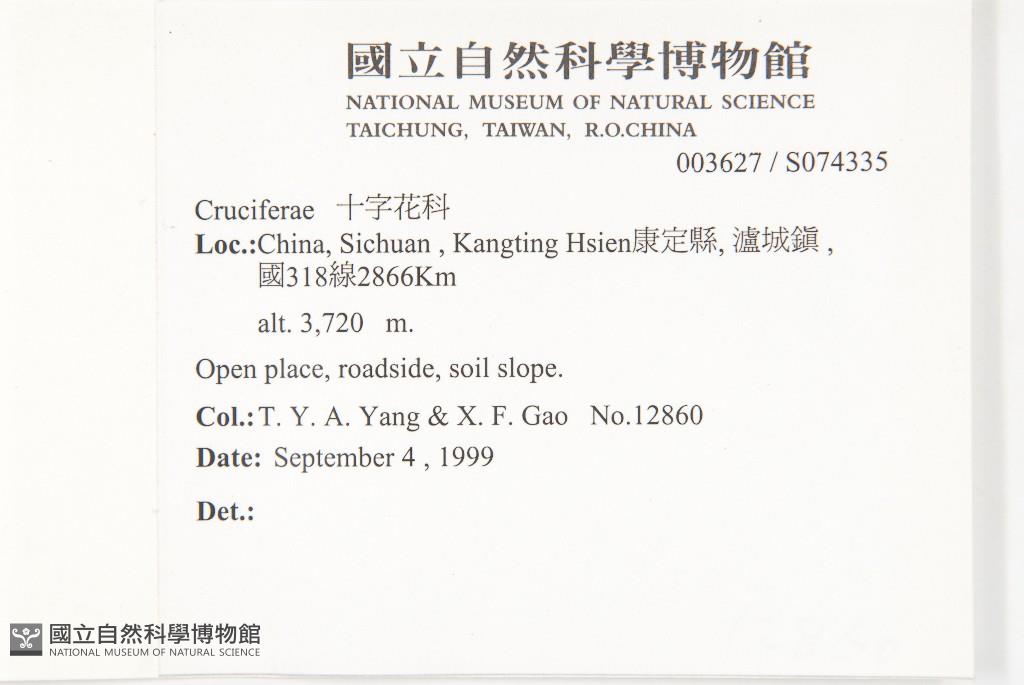 國立自然科學博物館
NATIONAL MUSEUM OF NATURAL SCIENCE
TAICHUNG, TAIWAN, R.O.CHINA
003627 / S074335
Cruciferae 十字花科
Loc.:China, Sichuan , Kangting Hsien康定縣, 瀘城鎭 ,
國318線2866Km
alt. 3,720 m.
Open place, roadside, soil slope.
Col.: T. Y. A. Yang & X. F. Gao No.12860
Date: September 4 , 1999
Det.:
國立自然科學博物館
NATIONAL MUSEUM OF NATURAL SCIENCE